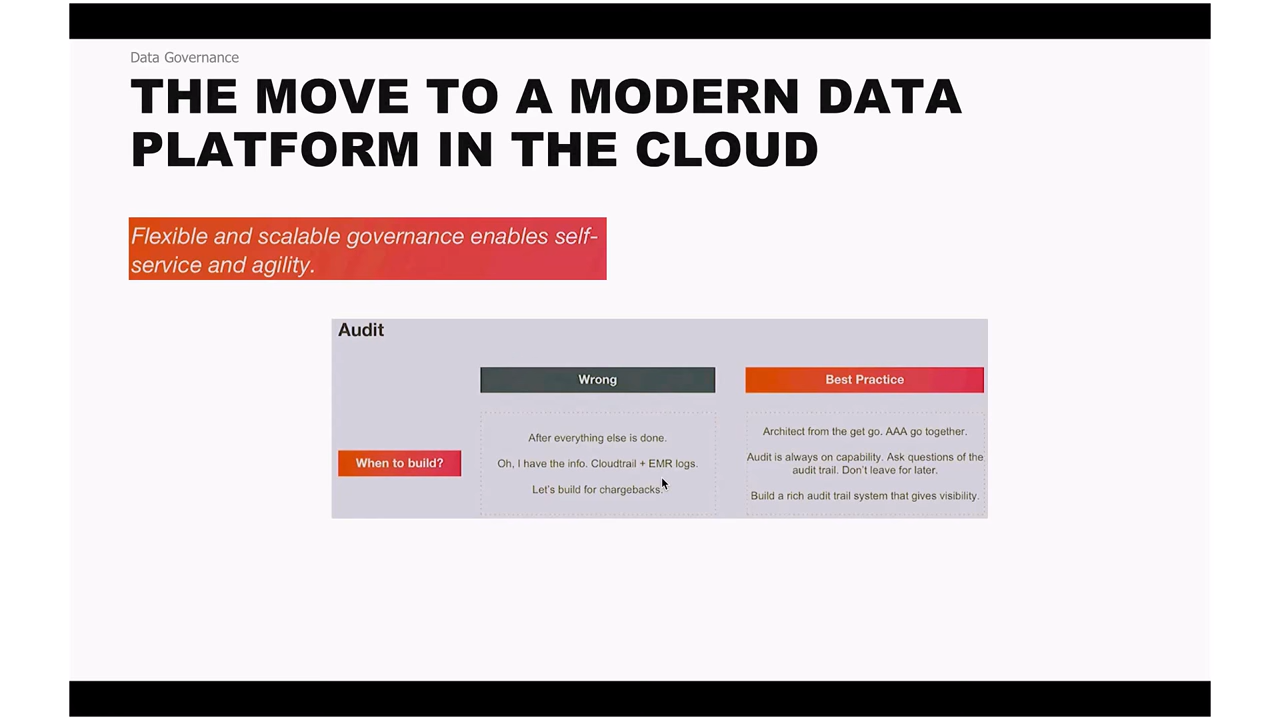 Data Governance
THE MOVE TO A MODERN DATA
PLATFORM IN THE CLOUD
Flexible and scalable governance enables self-
service and agility.
Audit
Wrong
Best Practice
When to build?
After everything else is done.
Oh, I have the info. Cloudtrail + EMR logs.
Let's build for chargebacks.
Architect from the get go. AAA go together.
Audit is always on capability. Ask questions of the
audit trail. Don't leave for later.
Build a rich audit trail system that gives visibility.